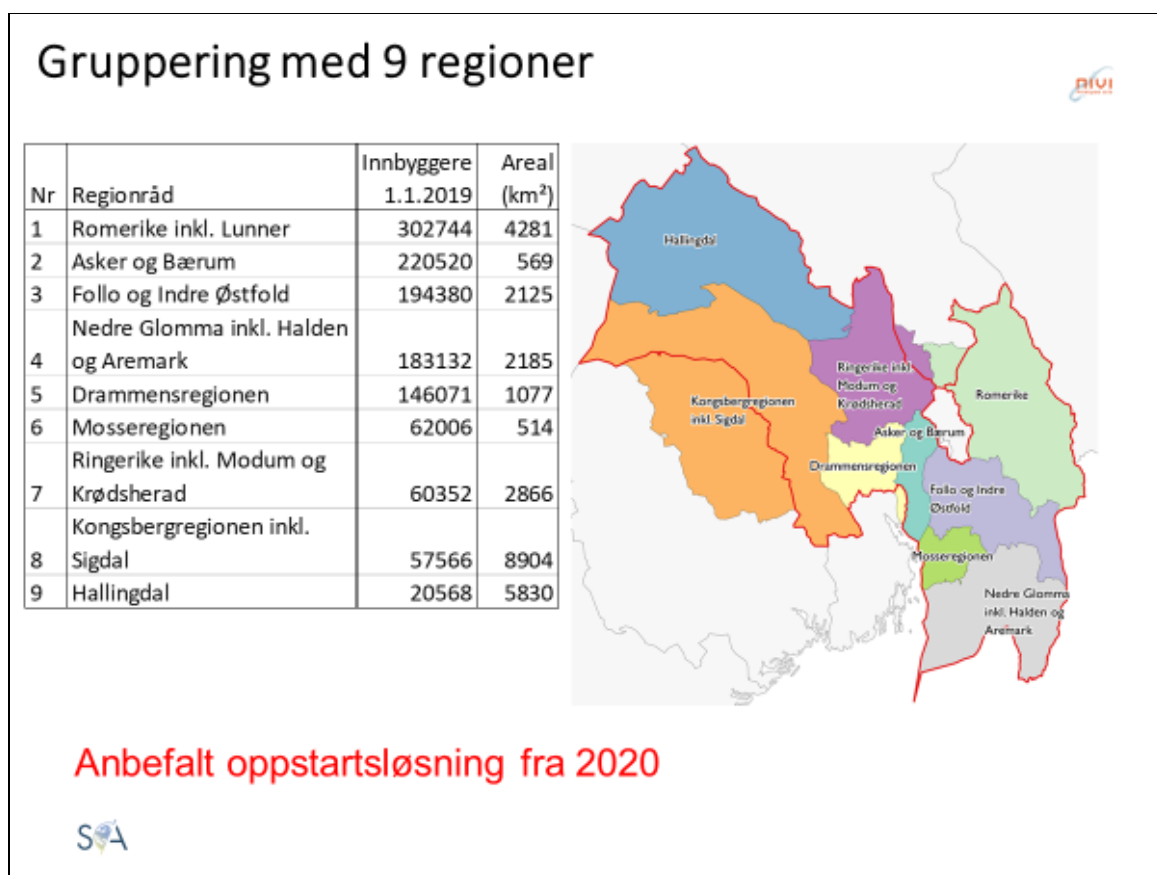 Gruppering med 9 regioner
NIVI
Innbyggere Areal
Nr Regionråd 1.1.2019 (km²)
1 Romerike inkl. Lunner 302744 4281
2 Asker og Bærum 220520 569
3 Follo og Indre Østfold 194380 2125
Nedre Glomma inkl. Halden
4 og Aremark 183132 2185
5 Drammensregionen 146071 1077
6 Mosseregionen 62006 514
Ringerike inkl. Modum og
7 Krødsherad 60352 2866
Kongsbergregionen inkl.
8 Sigdal 57566 8904
9 Hallingdal 20568 5830
Hallingdal
Ringerike inkl.
Modum og
Krødsherad
Romerike
Kongsbergregionen
inkl. Sigdal
Asker og Bærum
Drammensregionen
Follo og Indre
Østfold
Mosseregionen
Nedre Glomma
inkl. Halden og
Aremark
Anbefalt oppstartsløsning fra 2020